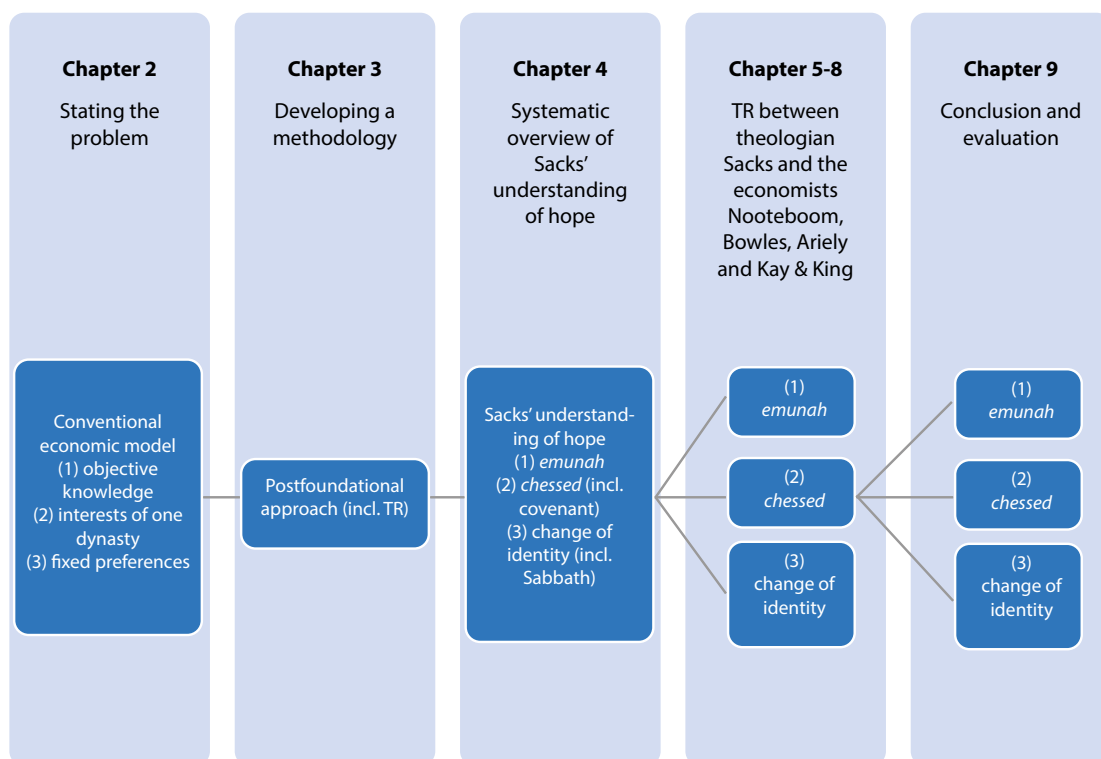 Chapter 2
Stating the
problem
Conventional
economic model
(1) objective
knowledge
(2) interests of one
dynasty
(3) fixed preferences
Chapter 3
Developing a
methodology
Postfoundational
approach (incl. TR)
Chapter 4
Systematic
overview of
Sacks'
understanding
of hope
Sacks' understand-
ing of hope
(1) emunah
(2) chessed (incl.
covenant)
(3) change of
identity (incl.
Sabbath)
Chapter 5-8
TR between
theologian
Sacks and the
economists
Nooteboom,
Bowles, Ariely
and Kay & King
(1)
emunah
(2)
chessed
(3)
change of
identity
Chapter 9
Conclusion and
evaluation
(1)
emunah
(2)
chessed
(3)
change of
identity